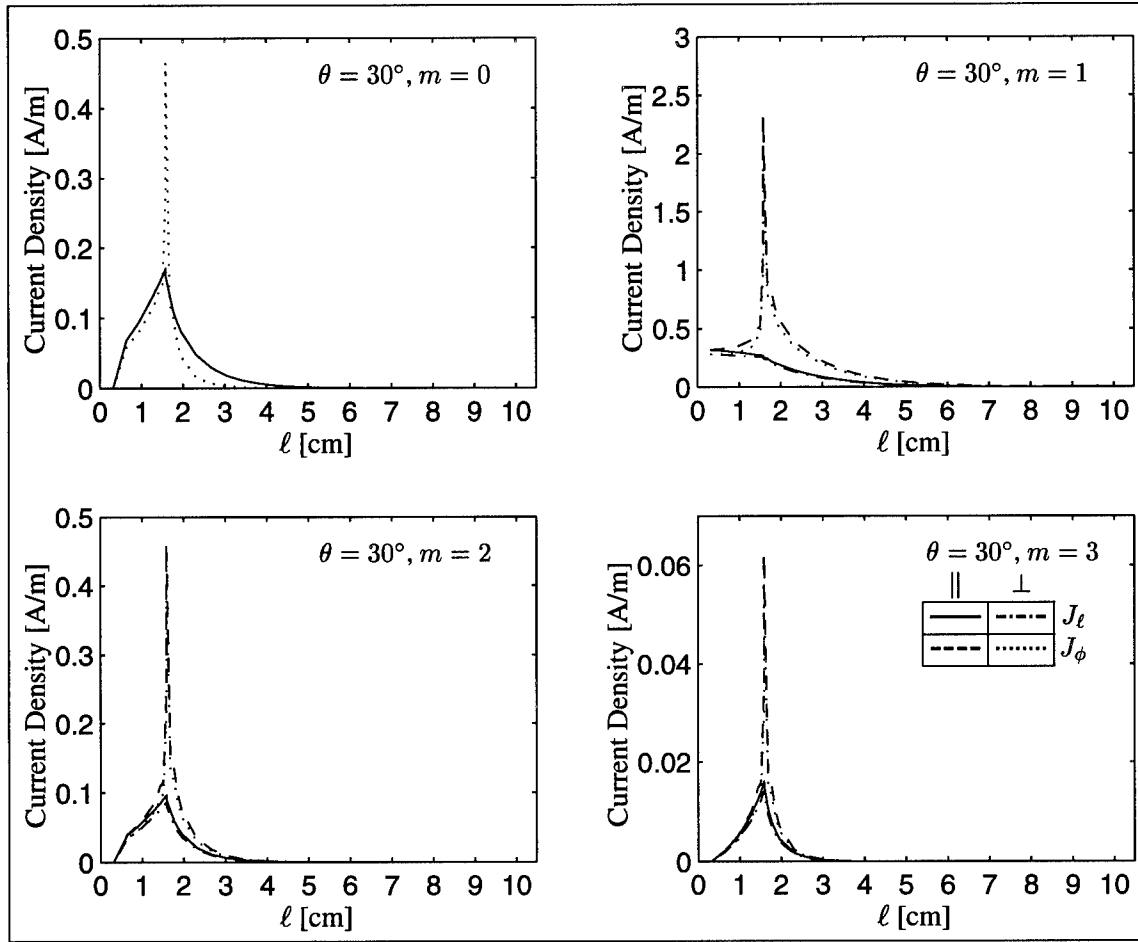 θ = 30°, m = 0
Current Density [A/m]
0.5
0.4
0.3
0.2
0.1
0
0 1 2 3 4 5 6 7 8 9 10
ℓ [cm]
θ = 30°, m = 1
Current Density [A/m]
3
2.5
2
1.5
1
0.5
0
0 1 2 3 4 5 6 7 8 9 10
ℓ [cm]
θ = 30°, m = 2
Current Density [A/m]
0.5
0.4
0.3
0.2
0.1
0
0 1 2 3 4 5 6 7 8 9 10
ℓ [cm]
θ = 30°, m = 3
|| ⊥
J_ℓ
J_ϕ
Current Density [A/m]
0.06
0.04
0.02
0
0 1 2 3 4 5 6 7 8 9 10
ℓ [cm]